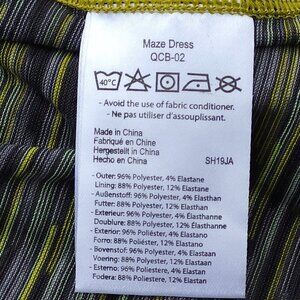 Maze Dress
QCB-02
40°C
- Avoid the use of fabric conditioner.
- Ne pas utiliser d'assouplissant.
Made in China
Fabriqué en Chine
Hergestellt in China
Hecho en China
SH19JA
- Outer: 96% Polyester, 4% Elastane
Lining: 88% Polyester, 12% Elastane
- Außenstoff: 96% Polyester, 4% Elasthan
Futter: 88% Polyester, 12% Elasthan
- Exterieur: 96% Polyester, 4% Elasthanne
Doublure: 88% Polyester, 12% Elasthanne
- Exterior: 96% Poliéster, 4% Elastano
Forro: 88% Poliéster, 12% Elastano
- Bovenstof: 96% Polyester, 4% Elastaan
Voering: 88% Polyester, 12% Elastaan
- Esterno: 96% Poliestere, 4% Elastan
Fodera: 88% Poliestere, 12% Elastan